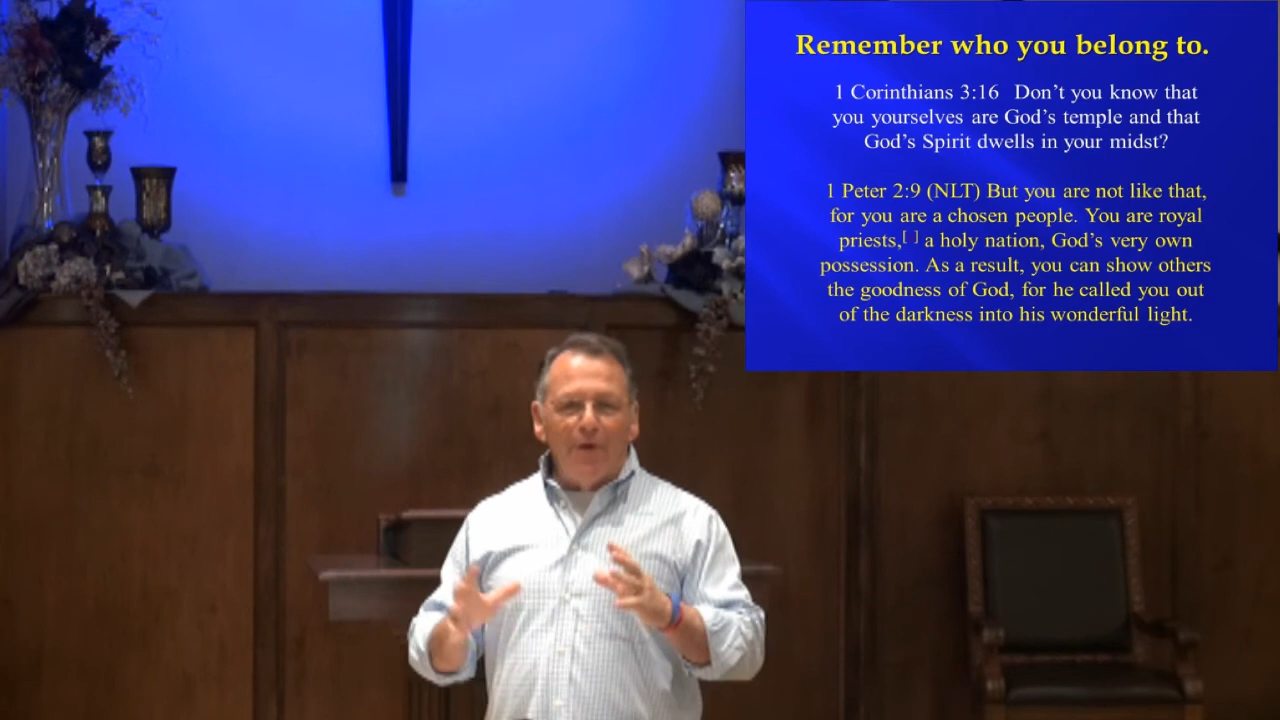 Remember who you belong to.
1 Corinthians 3:16 Don't you know that
you yourselves are God's temple and that
God's Spirit dwells in your midst?
1 Peter 2:9 (NLT) But you are not like that,
for you are a chosen people. You are royal
priests,[ ] a holy nation, God's very own
possession. As a result, you can show others
the goodness of God, for he called you out
of the darkness into his wonderful light.